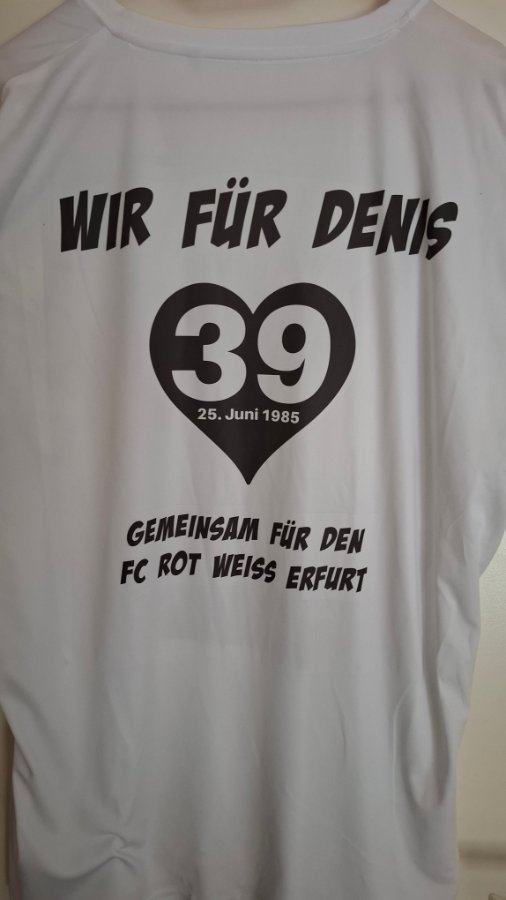 WIR FÜR DENIS
39
25. Juni 1985
GEMEINSAM FÜR DEN
FC ROT WEISS ERFURT